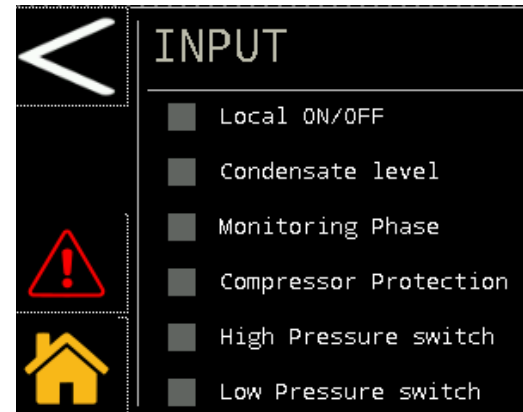 INPUT
Local ON/OFF
Condensate level
Monitoring Phase
Compressor Protection
High Pressure switch
Low Pressure switch